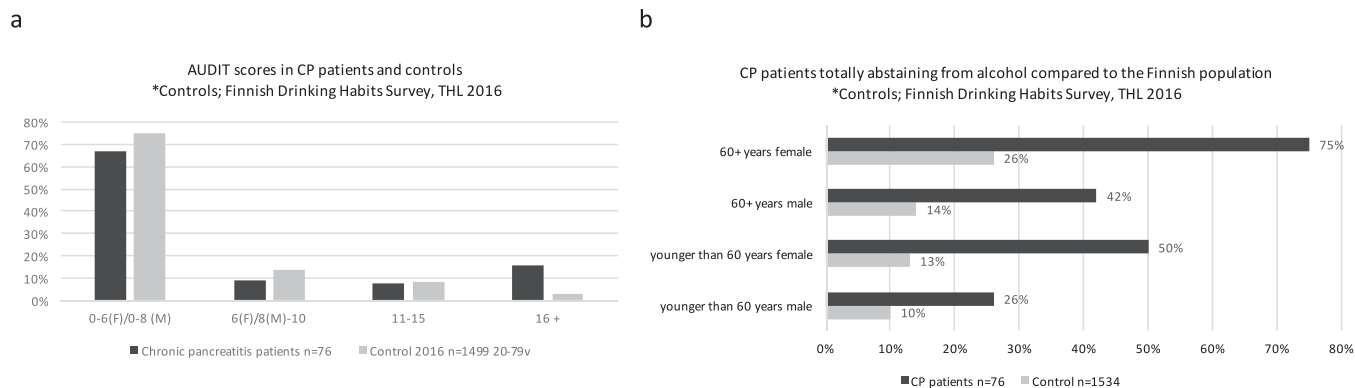 a
AUDIT scores in CP patients and controls
*Controls; Finnish Drinking Habits Survey, THL 2016
80%
70%
60%
50%
40%
30%
20%
10%
0%
0-6(F)/0-8 (M)
6(F)/8(M)-10
11-15
16 +
Chronic pancreatitis patients n=76
Control 2016 n=1499 20-79v
b
CP patients totally abstaining from alcohol compared to the Finnish population
*Controls; Finnish Drinking Habits Survey, THL 2016
60+ years female
75%
26%
60+ years male
42%
14%
younger than 60 years female
50%
13%
younger than 60 years male
26%
10%
0%
10%
20%
30%
40%
50%
60%
70%
80%
CP patients n=76
Control n=1534